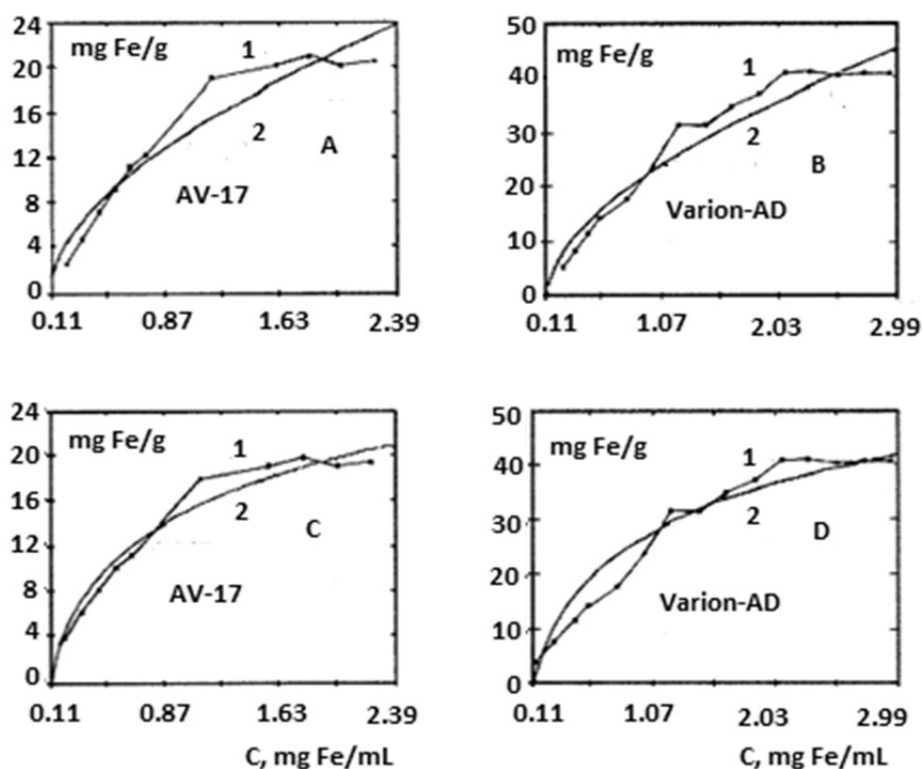 24
mg Fe/g
1
20
16
2
A
12
AV-17
8
4
0
0.11 0.87 1.63 2.39
50
mg Fe/g
1
40
30
2
B
20
Varion-AD
10
0
0.11 1.07 2.03 2.99
24
mg Fe/g
1
20
16
2
C
12
AV-17
8
4
0
0.11 0.87 1.63 2.39
C, mg Fe/mL
50
mg Fe/g
1
40
2
30
D
20
Varion-AD
10
0
0.11 1.07 2.03 2.99
C, mg Fe/mL